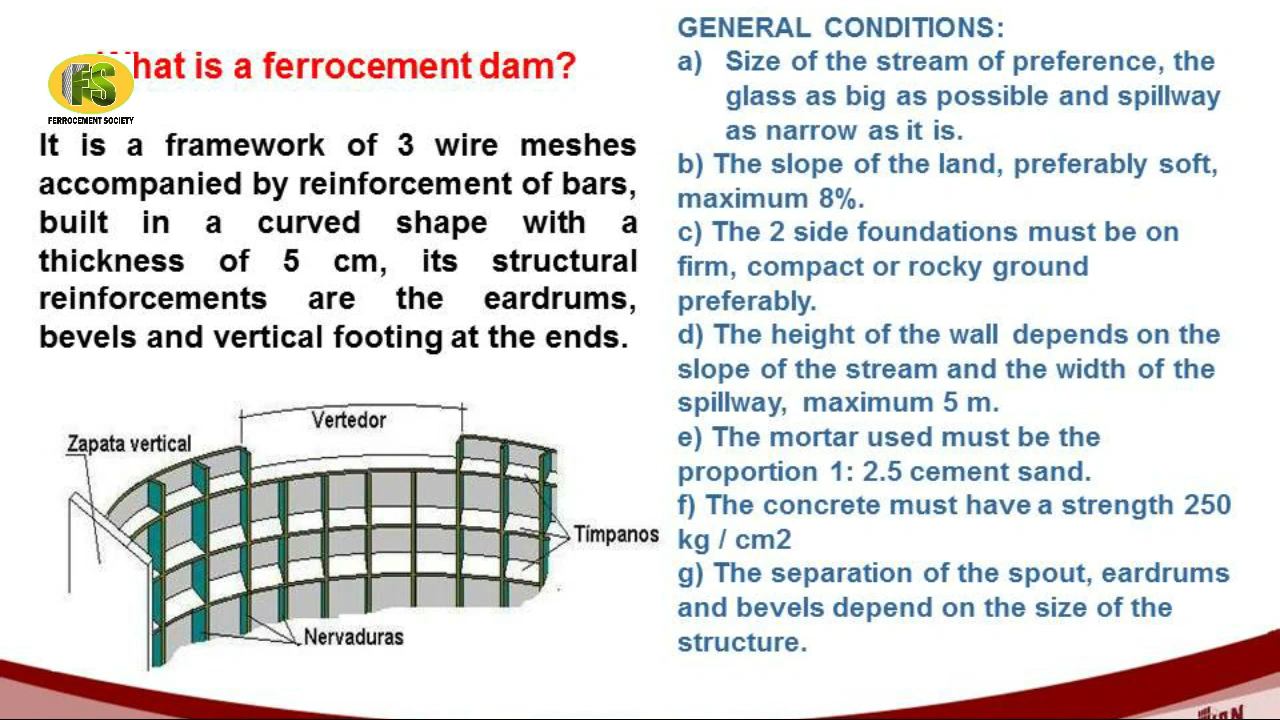 What is a ferrocement dam?
FS
FERROCEMENT SOCIETY
It is a framework of 3 wire meshes
accompanied by reinforcement of bars,
built in a curved shape with a
thickness of 5 cm, its structural
reinforcements are the eardrums,
bevels and vertical footing at the ends.
Vertedor
Zapata vertical
Tímpanos
Nervaduras
GENERAL CONDITIONS:
a) Size of the stream of preference, the
glass as big as possible and spillway
as narrow as it is.
b) The slope of the land, preferably soft,
maximum 8%.
c) The 2 side foundations must be on
firm, compact or rocky ground
preferably.
d) The height of the wall depends on the
slope of the stream and the width of the
spillway, maximum 5 m.
e) The mortar used must be the
proportion 1: 2.5 cement sand.
f) The concrete must have a strength 250
kg / cm2
g) The separation of the spout, eardrums
and bevels depend on the size of the
structure.